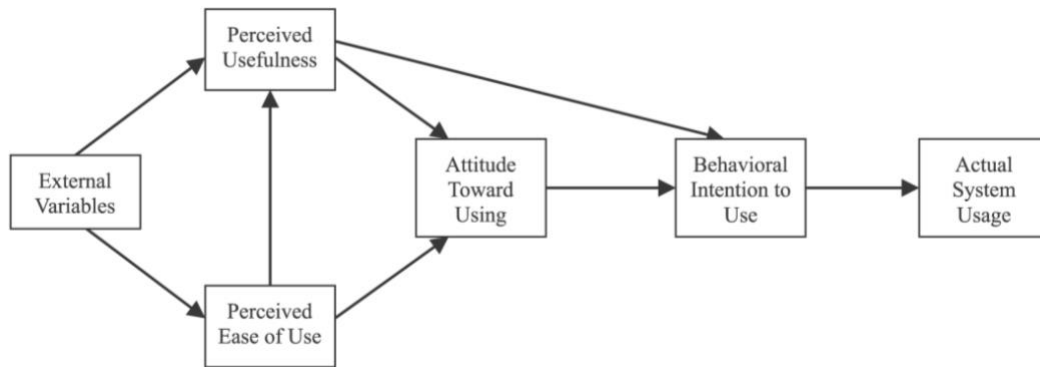 Perceived
Usefulness
External
Variables
Perceived
Ease of Use
Attitude
Toward
Using
Behavioral
Intention to
Use
Actual
System
Usage